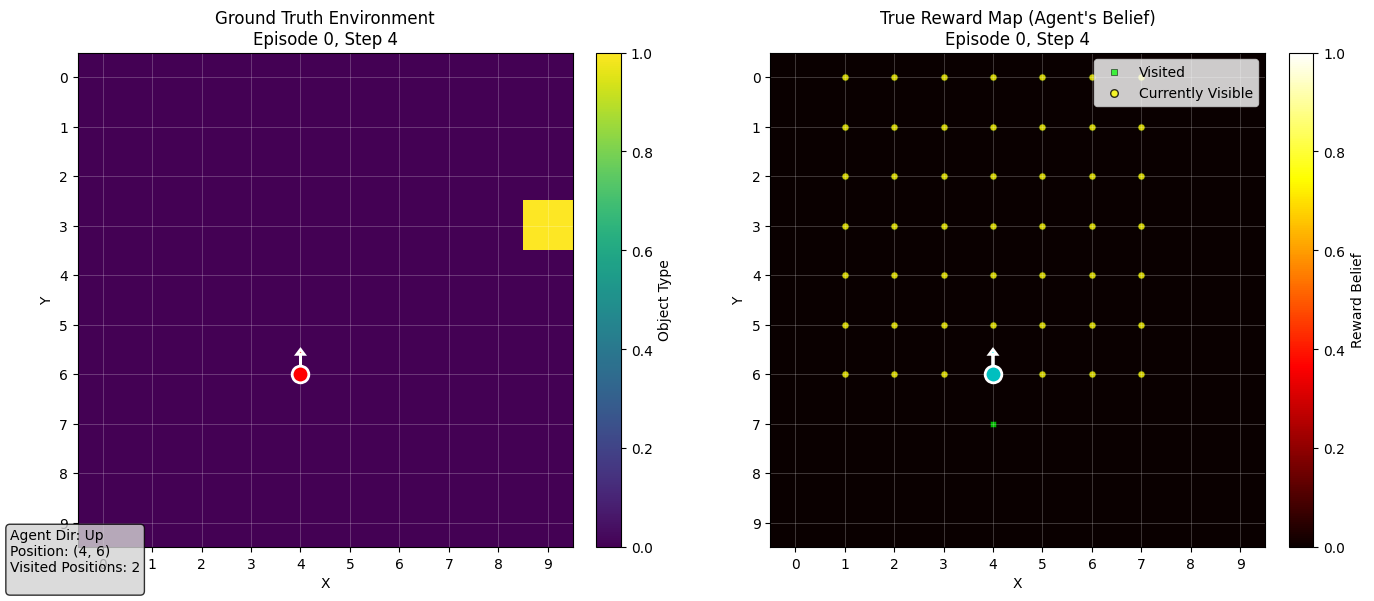 Ground Truth Environment
Episode 0, Step 4
0
1
2
3
4
5
6
7
8
9
Y
0 1 2 3 4 5 6 7 8 9
X
1.0
0.8
0.6
0.4
0.2
0.0
Object Type
Agent Dir: Up
Position: (4, 6)
Visited Positions: 2
True Reward Map (Agent's Belief)
Episode 0, Step 4
Visited
Currently Visible
0
1
2
3
4
5
6
7
8
9
Y
0 1 2 3 4 5 6 7 8 9
X
1.0
0.8
0.6
0.4
0.2
0.0
Reward Belief